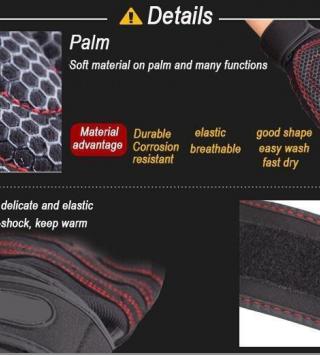 Details
Palm
Soft material on palm and many functions
Material advantage
Durable
Corrosion resistant
elastic
breathable
good shape
easy wash
fast dry
delicate and elastic
-shock, keep warm